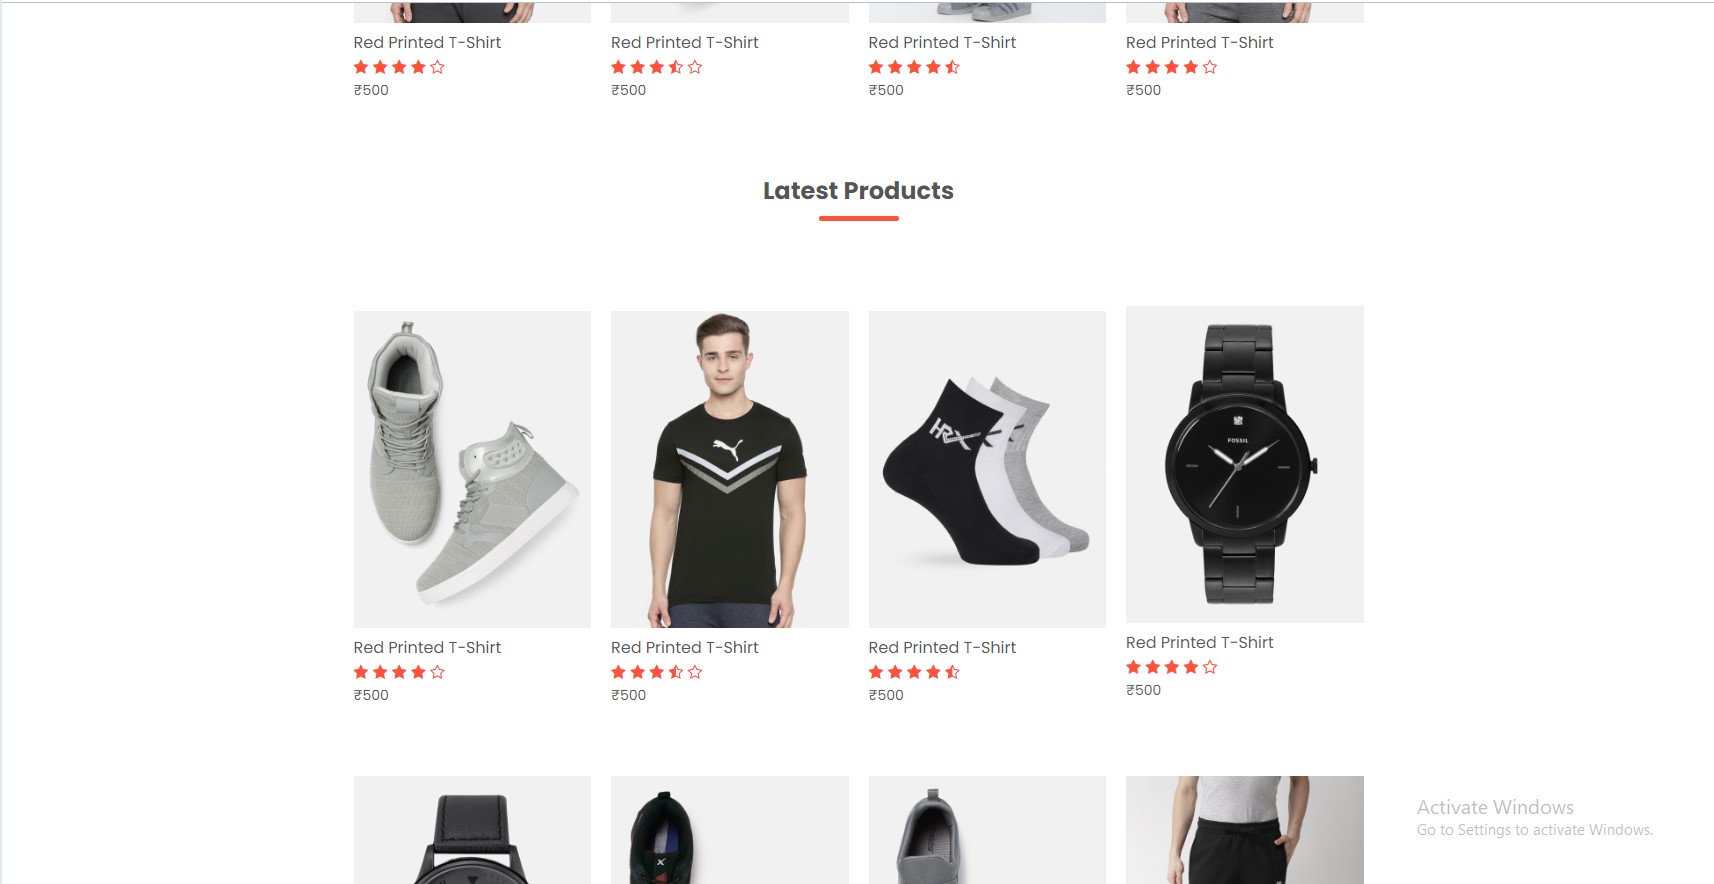 Red Printed T-Shirt
Red Printed T-Shirt
Red Printed T-Shirt
Red Printed T-Shirt
₹500
₹500
₹500
₹500
Latest Products
HRX
FOSSIL
Red Printed T-Shirt
Red Printed T-Shirt
Red Printed T-Shirt
Red Printed T-Shirt
₹500
₹500
₹500
₹500
X
Activate Windows
Go to Settings to activate Windows.